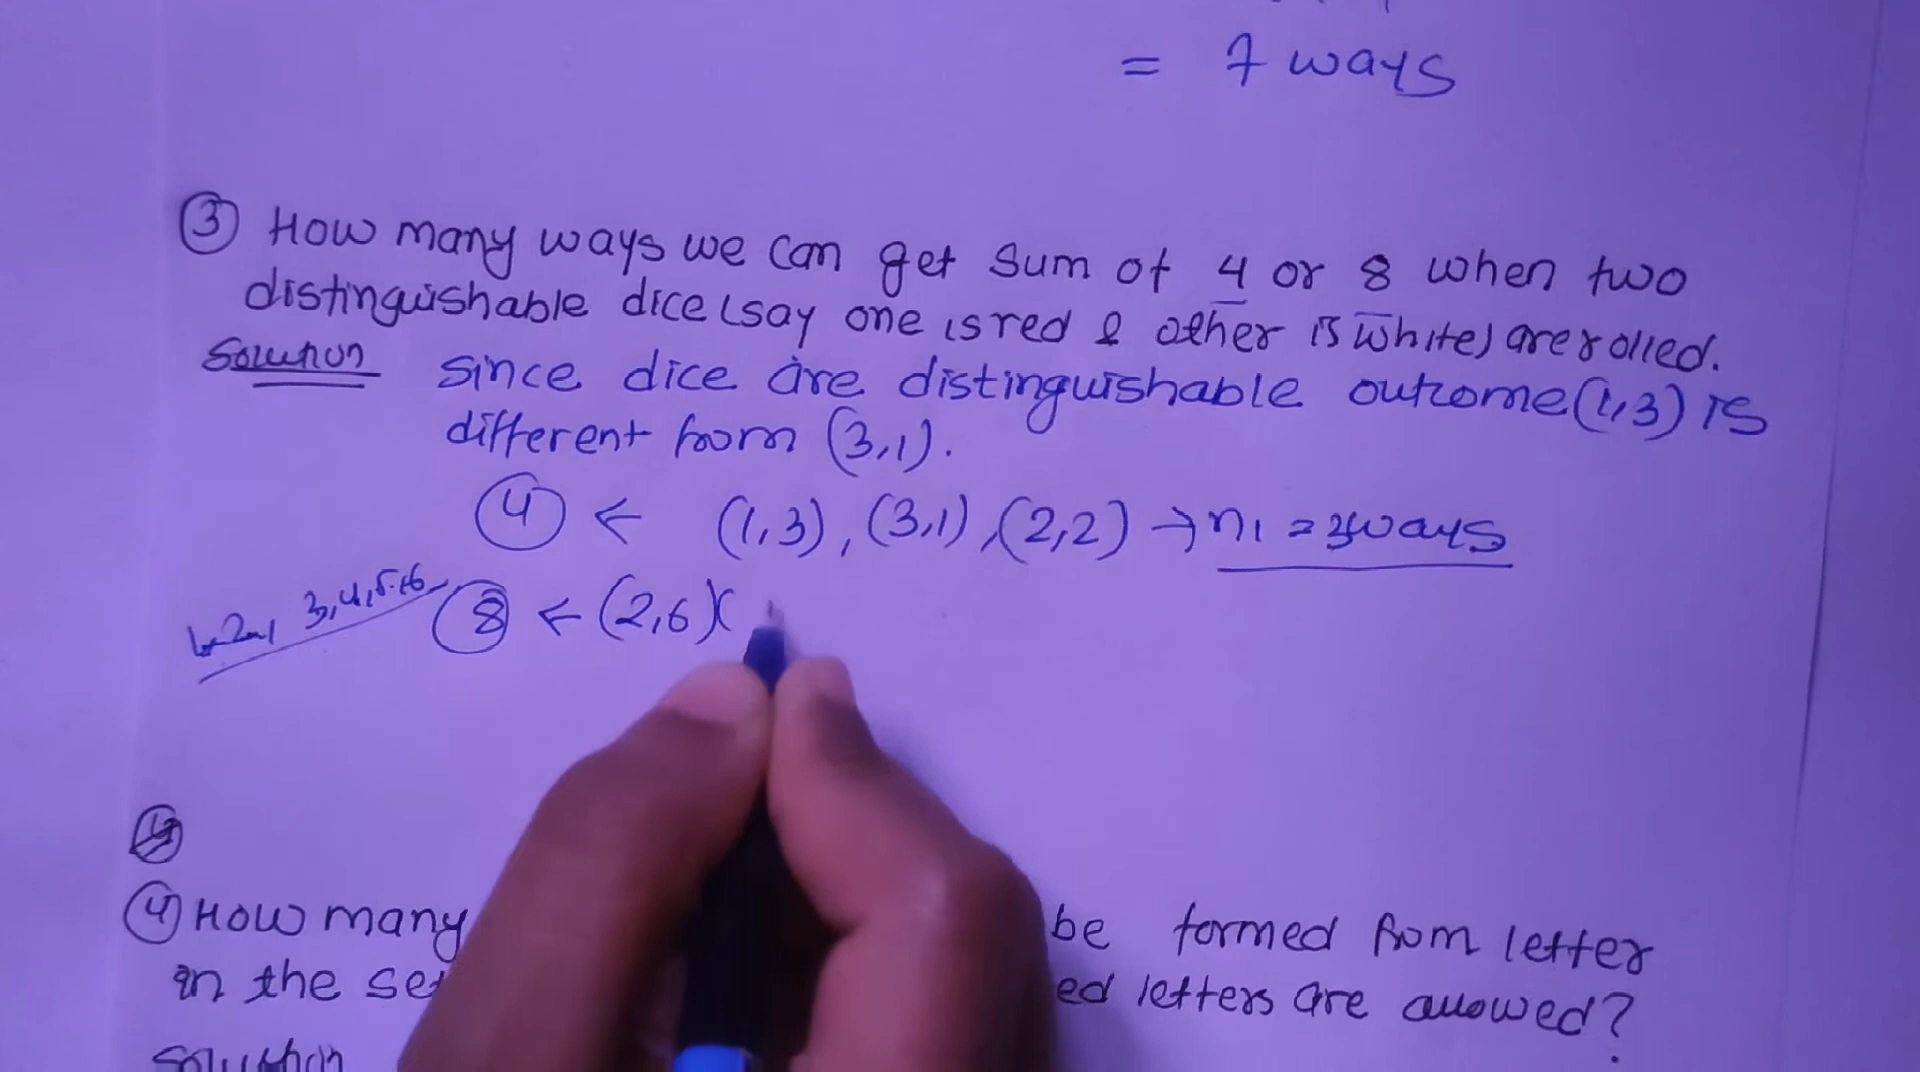 = 7 ways
③ How many ways we can get sum of 4 or 8 when two
distinguishable dice (say one is red & other is white) are rolled.
Solution
since dice are distinguishable outcome (1,3) is
different from (3,1).
④ ← (1,3), (3,1), (2,2) → n1 = 3ways
1,2, 3,4,5,6
⑧ ← (2,6)(
④ How many be formed from letter
in the se ed letters are allowed?
Solution